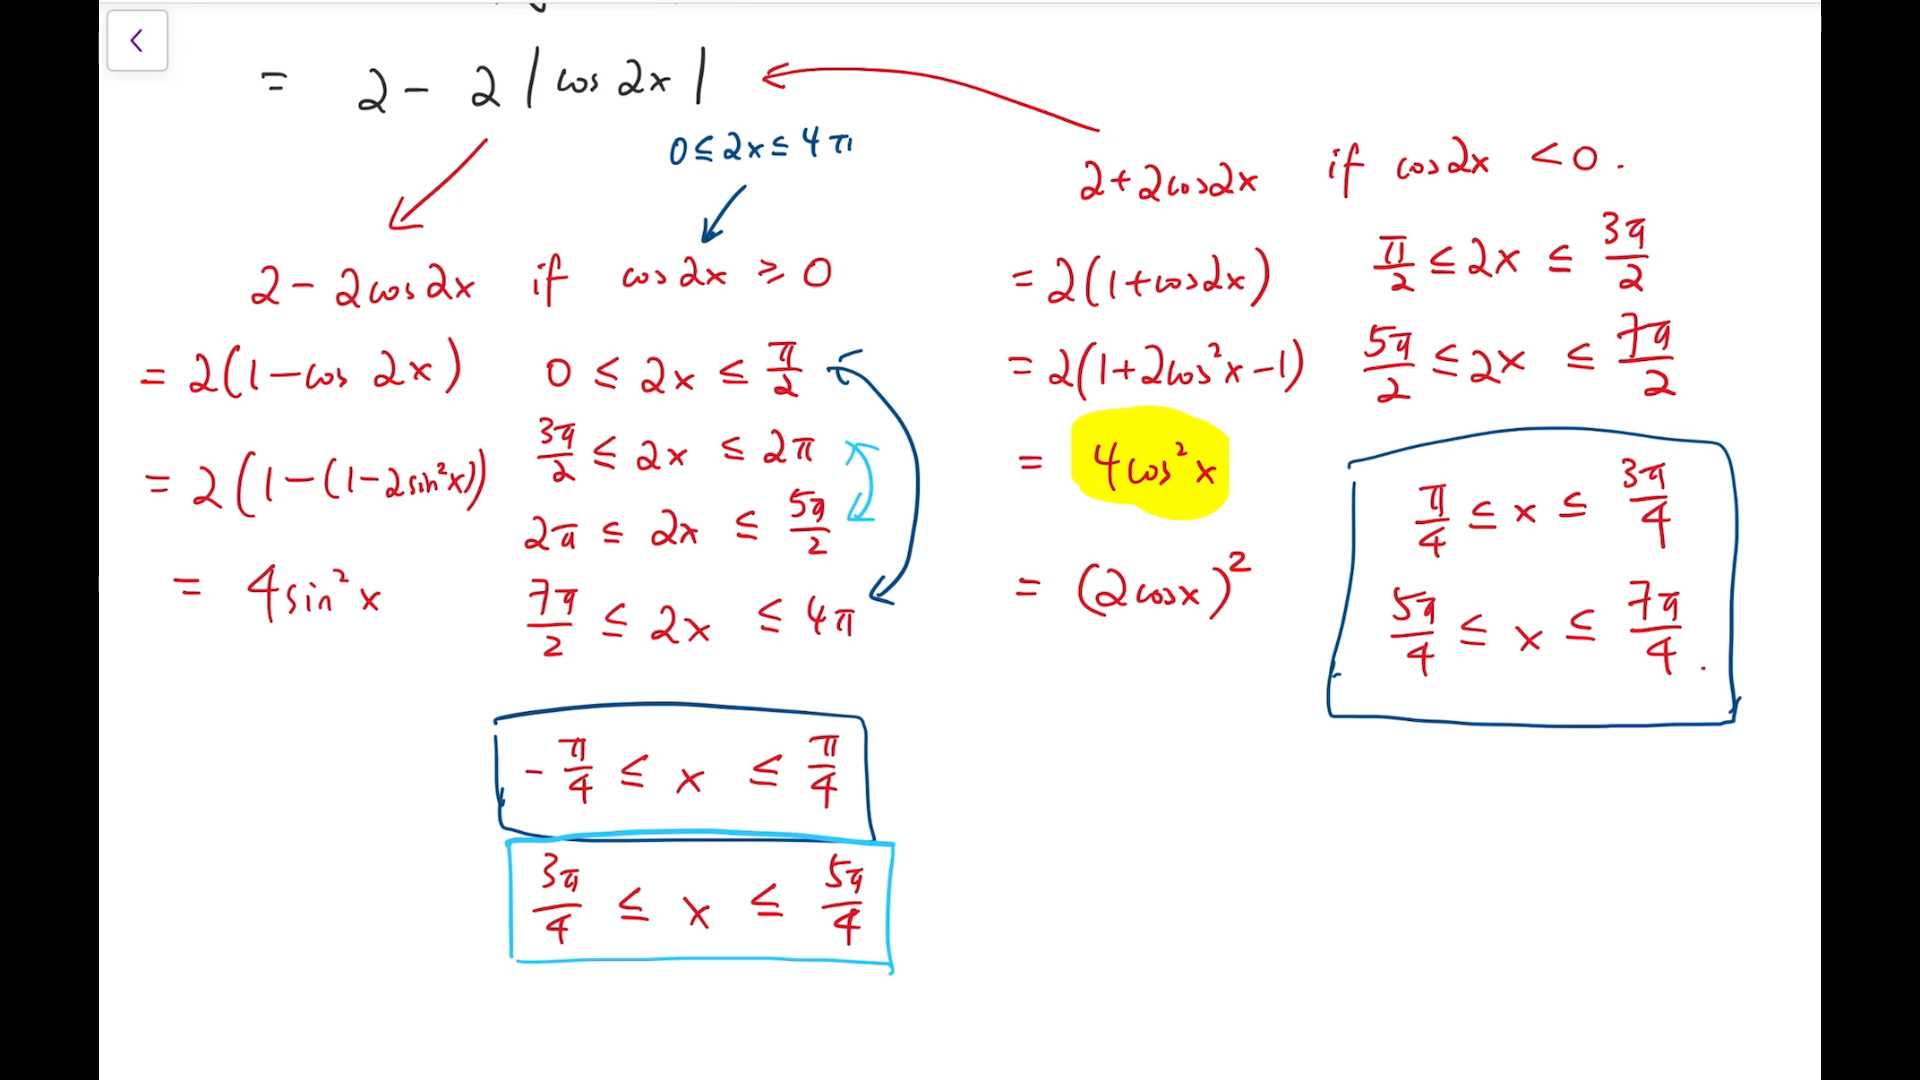 = 2 - 2 |cos 2x|
0 ≤ 2x ≤ 4π
2 - 2cos2x if cos2x ≥ 0
= 2(1-cos 2x) 0 ≤ 2x ≤ π/2
3π/2 ≤ 2x ≤ 2π
= 2(1-(1-2sin²x))
2π ≤ 2x ≤ 5π/2
= 4sin²x 7π/2 ≤ 2x ≤ 4π
-π/4 ≤ x ≤ π/4
3π/4 ≤ x ≤ 5π/4
2+2cos2x if cos2x <0.
= 2(1+cos2x) π/2 ≤ 2x ≤ 3π/2
= 2(1+2cos²x-1) 5π/2 ≤ 2x ≤ 7π/2
= 4cos²x
= (2cosx)²
π/4 ≤ x ≤ 3π/4
5π/4 ≤ x ≤ 7π/4.